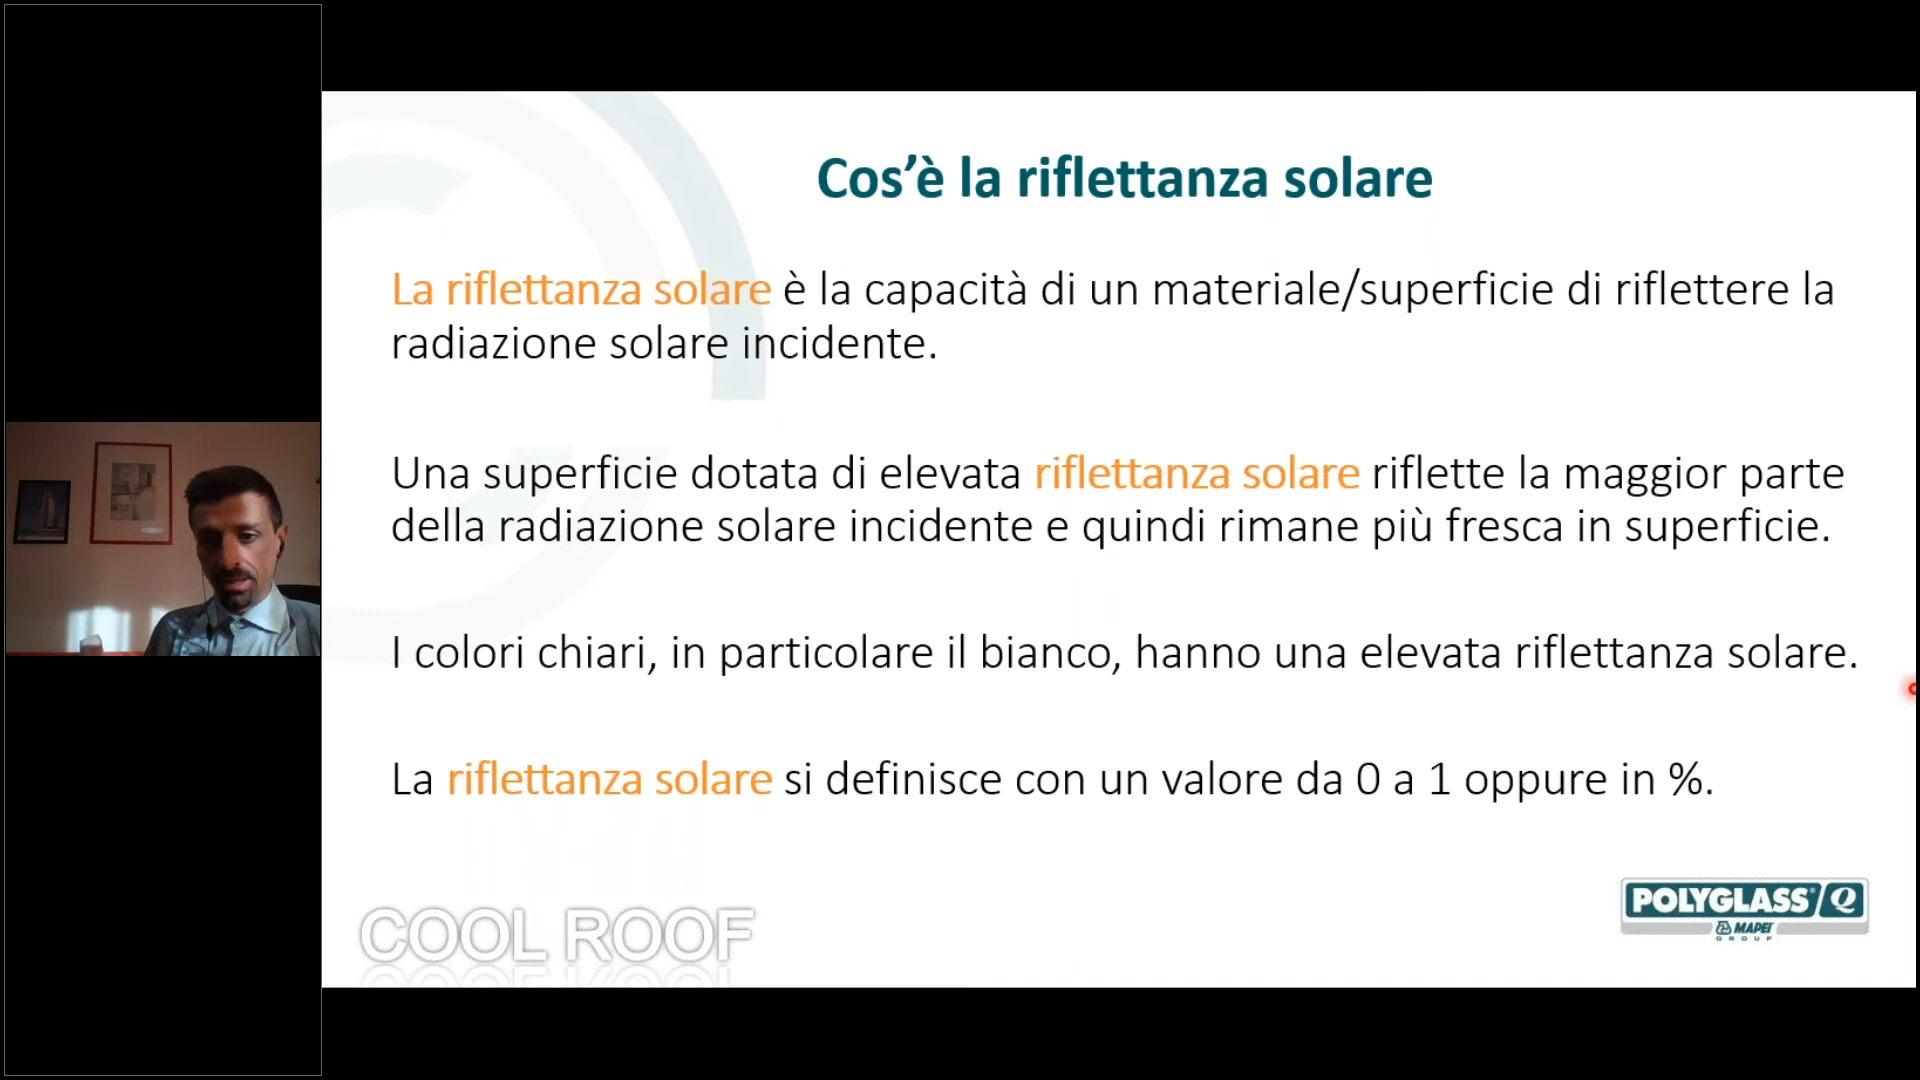 Cos’è la riflettanza solare
La riflettanza solare è la capacità di un materiale/superficie di riflettere la
radiazione solare incidente.
Una superficie dotata di elevata riflettanza solare riflette la maggior parte
della radiazione solare incidente e quindi rimane più fresca in superficie.
I colori chiari, in particolare il bianco, hanno una elevata riflettanza solare.
La riflettanza solare si definisce con un valore da 0 a 1 oppure in %.
COOL ROOF
POLYGLASS® Q
MAPEI
GROUP